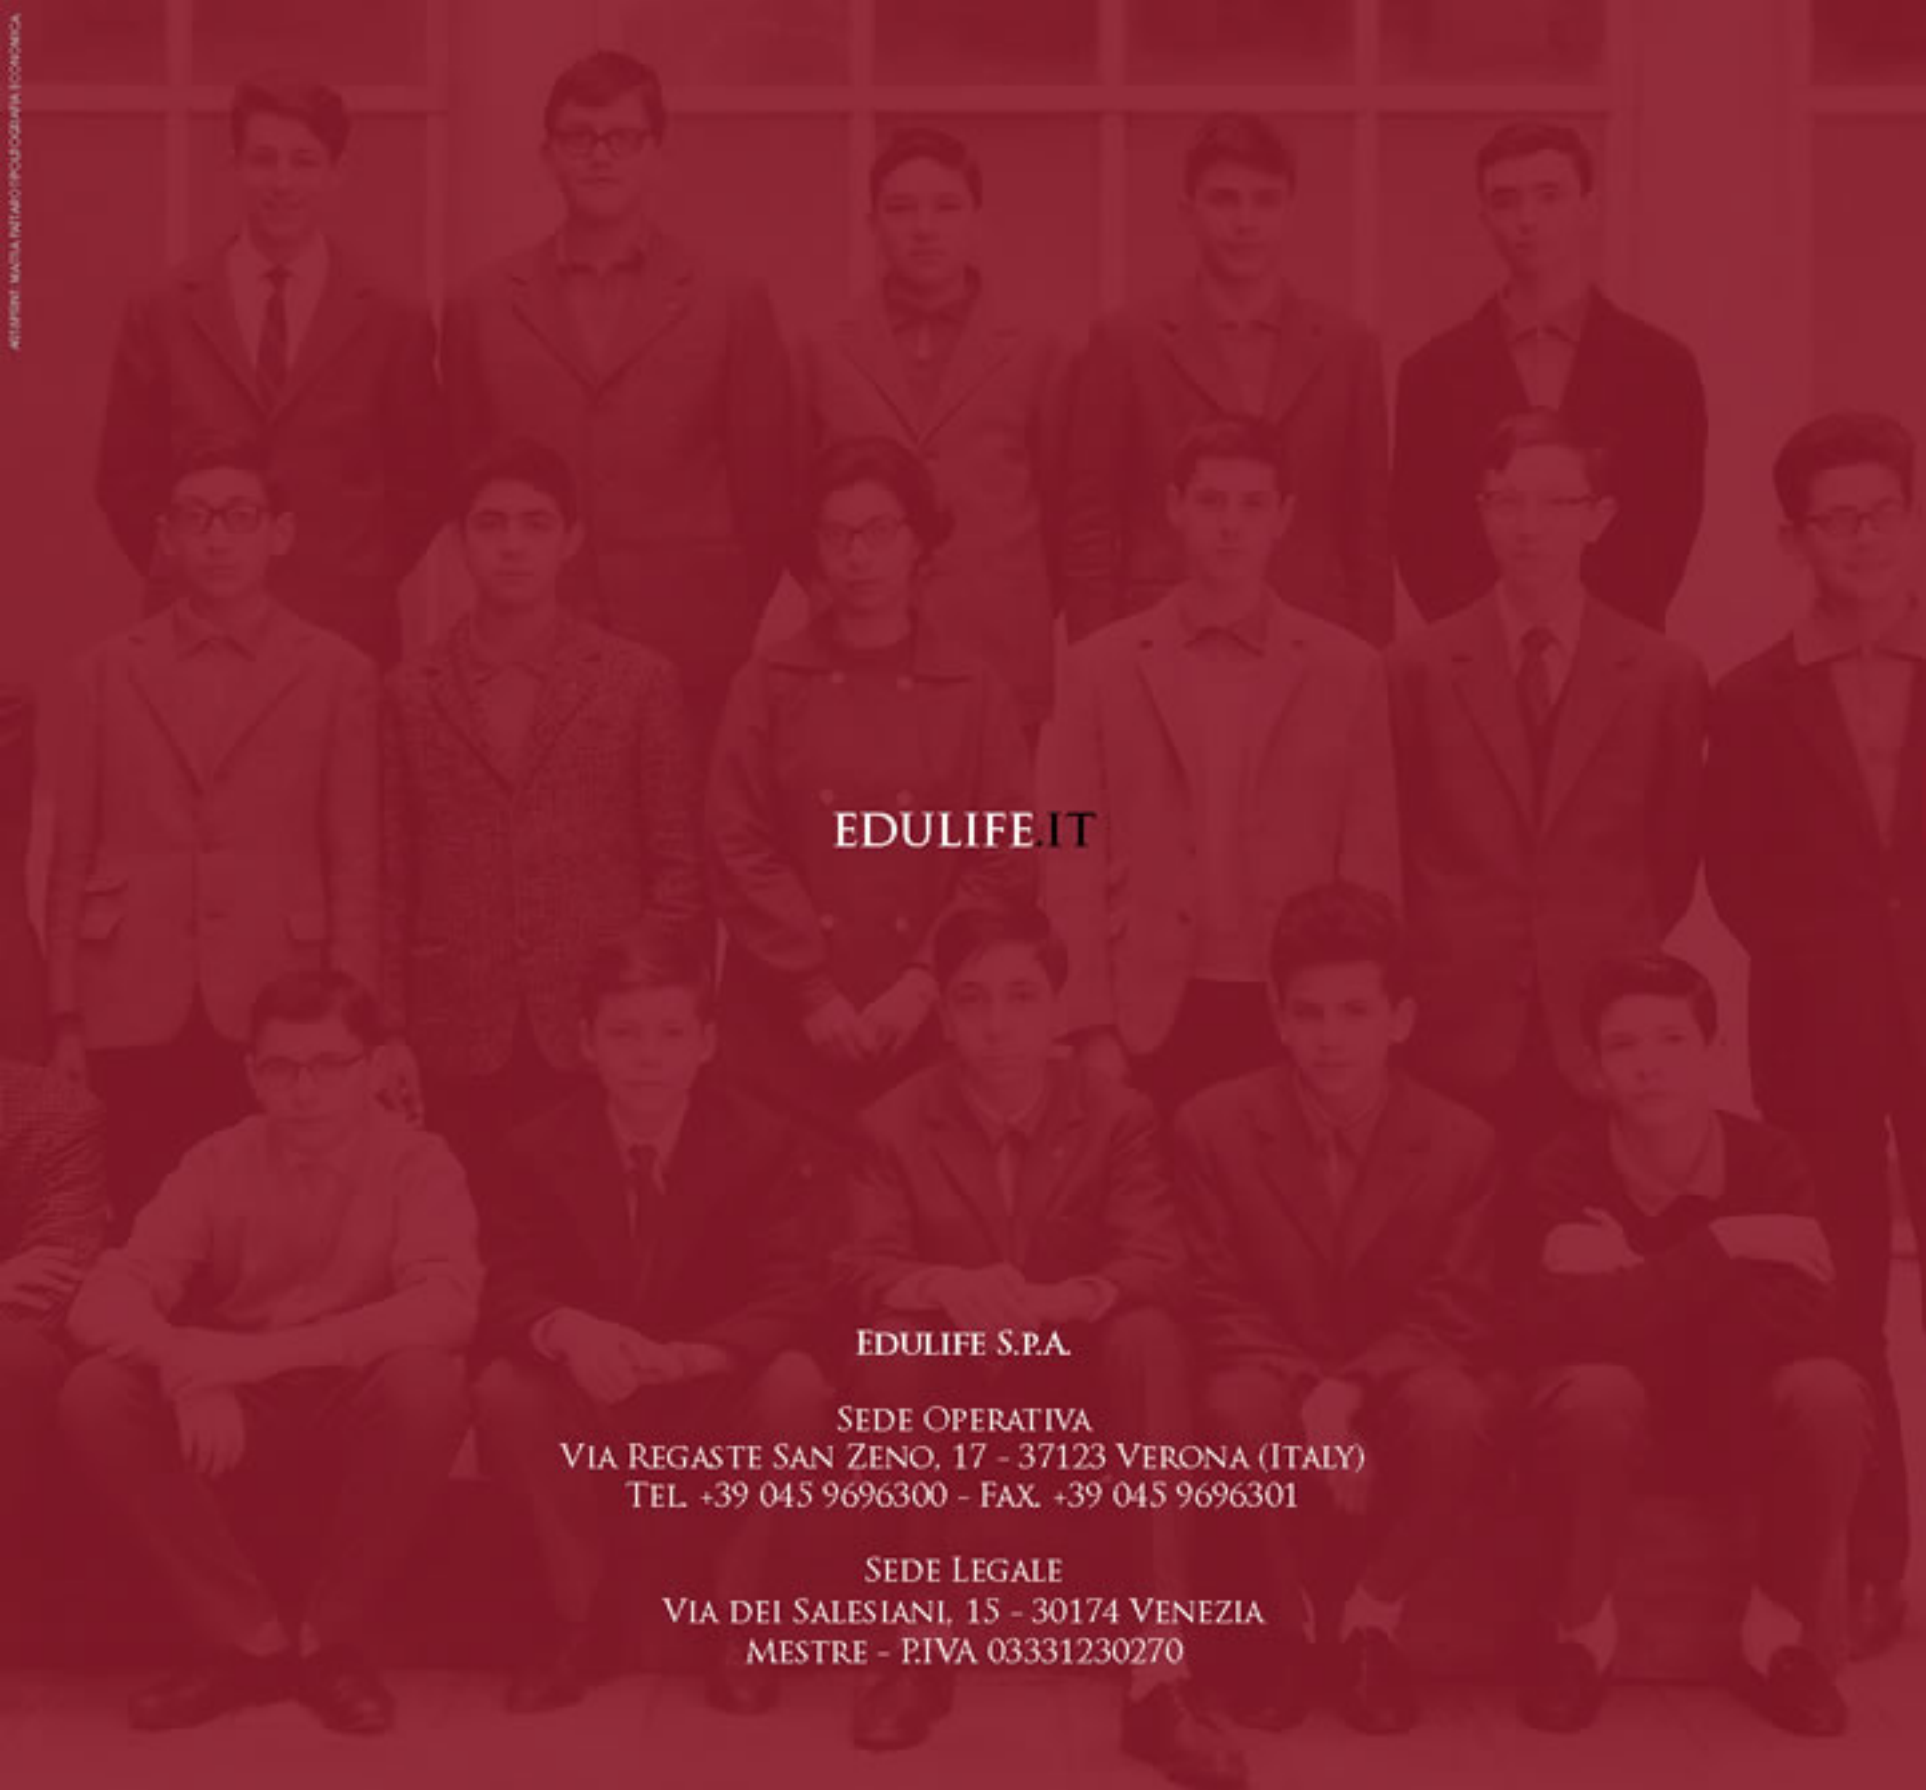 EDULIFE.IT
EDULIFE S.P.A.
SEDE OPERATIVA
VIA REGASTE SAN ZENO, 17 - 37123 VERONA (ITALY)
TEL. +39 045 9696300 - FAX. +39 045 9696301
SEDE LEGALE
VIA DEI SALESIANI, 15 - 30174 VENEZIA
MESTRE - P.IVA 03331230270